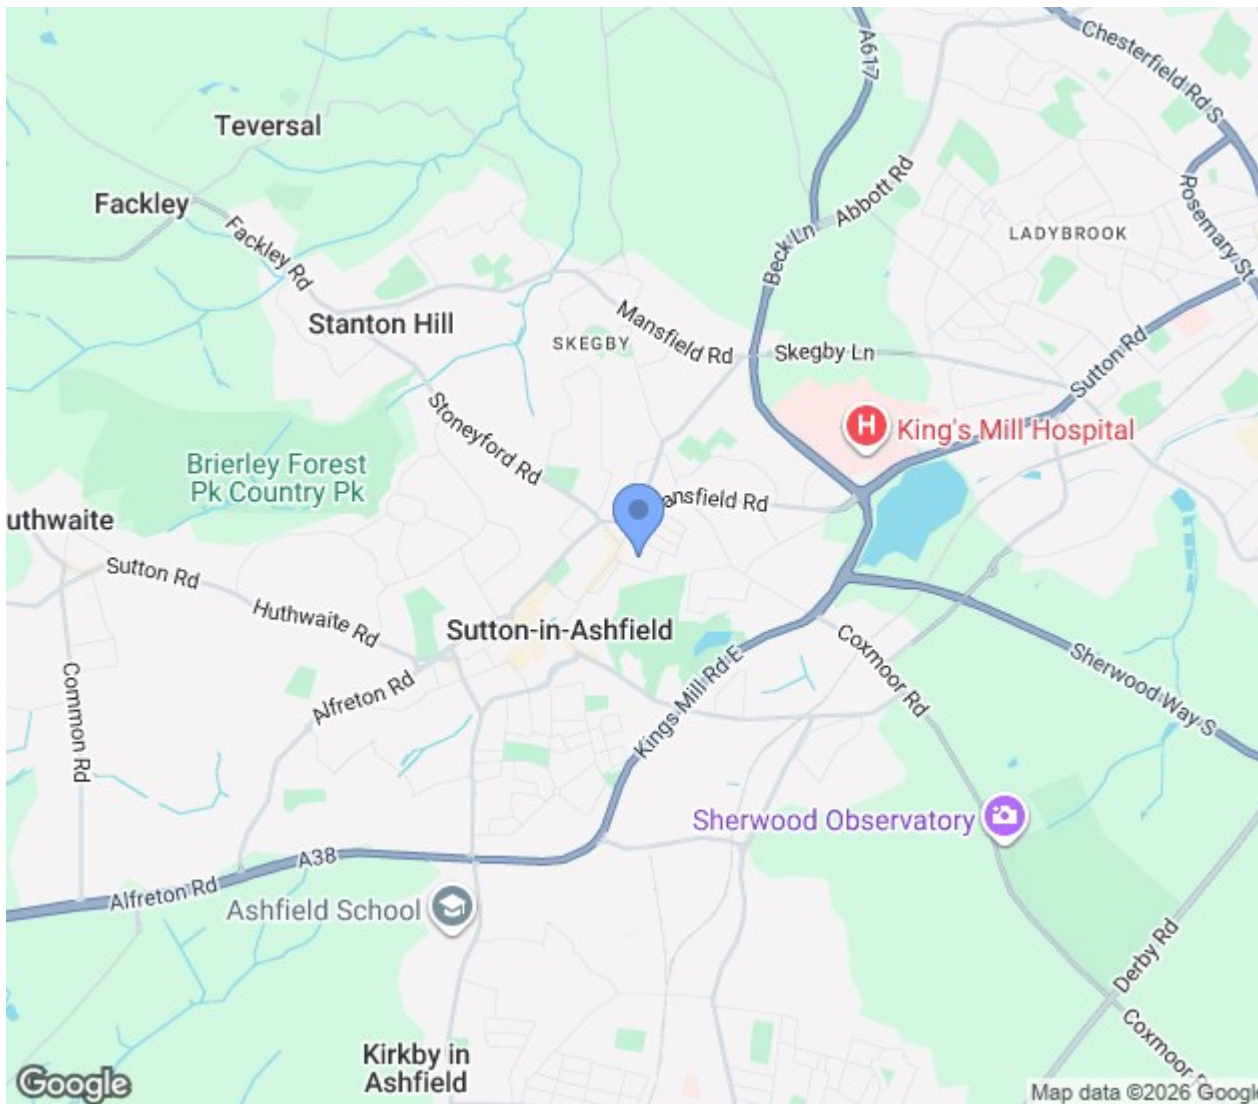 A617
Chesterfield Rd S
Teversal
Abbott Rd
Rosemary St
Fackley
Fackley Rd
LADYBROOK
Beck Ln
Stanton Hill
SKEGBY
Mansfield Rd
Skegby Ln
Sutton Rd
Stoneyford Rd
King's Mill Hospital
H
Brierley Forest
Pk Country Pk
ansfield Rd
uthwaite
Sutton Rd
Huthwaite Rd
Sutton-in-Ashfield
Coxmoor Rd
Sherwood Way S
Common Rd
Alfreton Rd
Kings Mill Rd E
Sherwood Observatory
A38
Alfreton Rd
Ashfield School
Derby Rd
Coxmoor R
Kirkby in
Ashfield
Google
Map data ©2026 Google